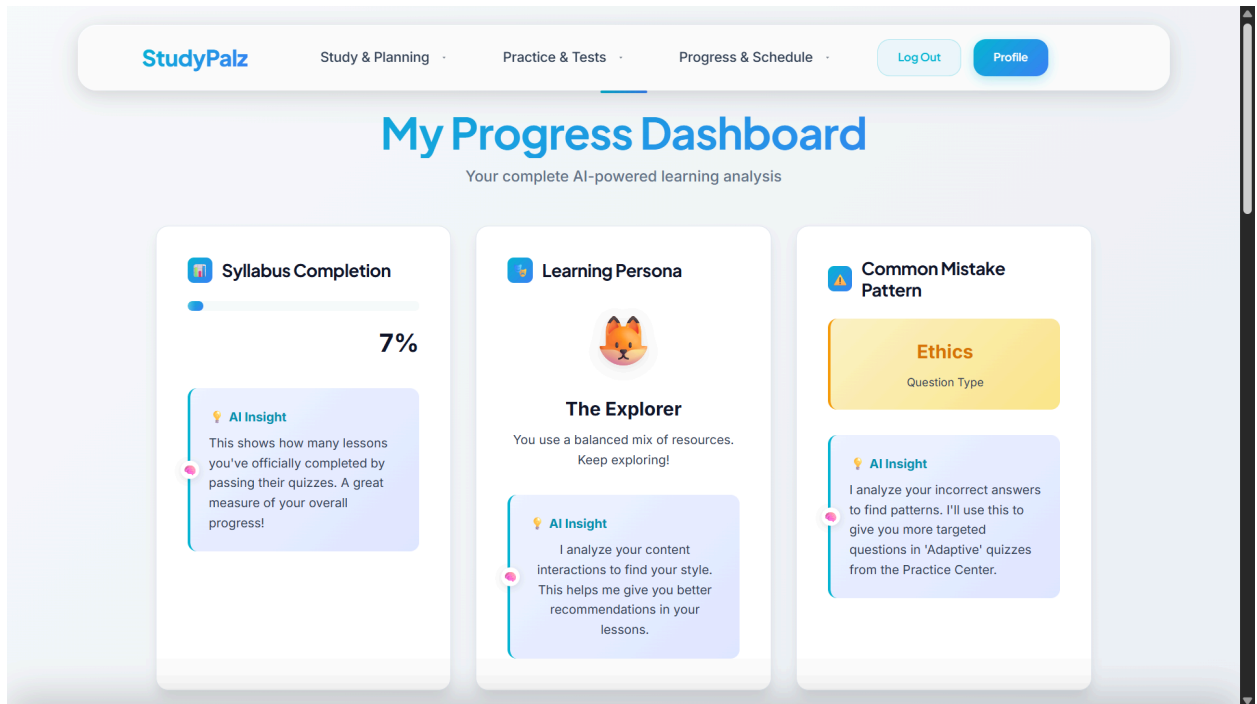 StudyPalz
Study & Planning
Practice & Tests
Progress & Schedule
Log Out
Profile
My Progress Dashboard
Your complete AI-powered learning analysis
Syllabus Completion
7%
AI Insight
This shows how many lessons
you've officially completed by
passing their quizzes. A great
measure of your overall
progress!
Learning Persona
The Explorer
You use a balanced mix of resources.
Keep exploring!
AI Insight
I analyze your content
interactions to find your style.
This helps me give you better
recommendations in your
lessons.
Common Mistake
Pattern
Ethics
Question Type
AI Insight
I analyze your incorrect answers
to find patterns. I'll use this to
give you more targeted
questions in 'Adaptive' quizzes
from the Practice Center.